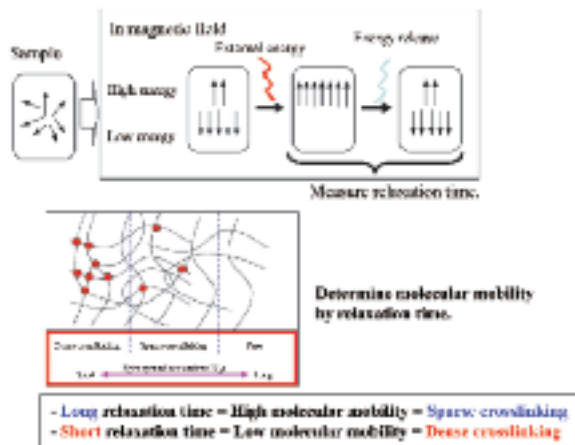 In magnetic field
Sample
External energy
Energy release
High energy
Low energy
Measure relaxation time.
Determine molecular mobility
by relaxation time.
Free
Long
- Long relaxation time = High molecular mobility = Sparse crosslinking
- Short relaxation time = Low molecular mobility = Dense crosslinking